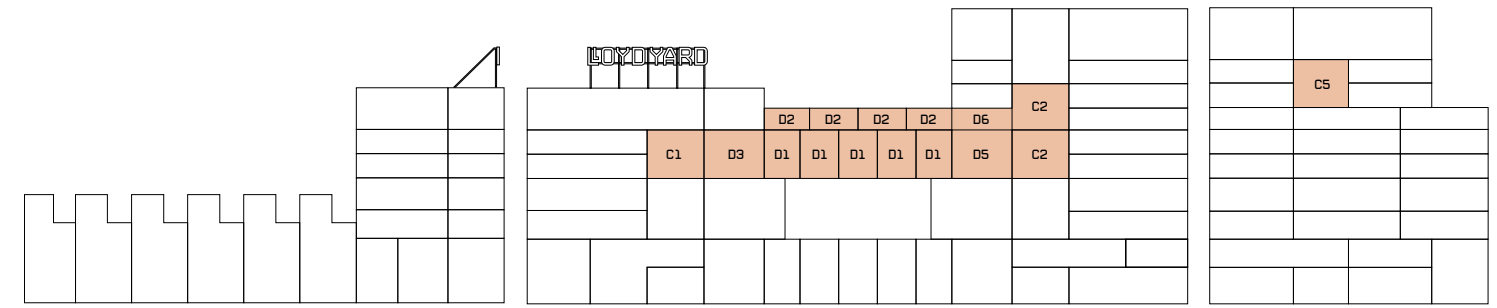 LLOYDYARD
C5
C2
D2 D2 D2 D2 D6
C1 D3 D1 D1 D1 D1 D1 D5 C2